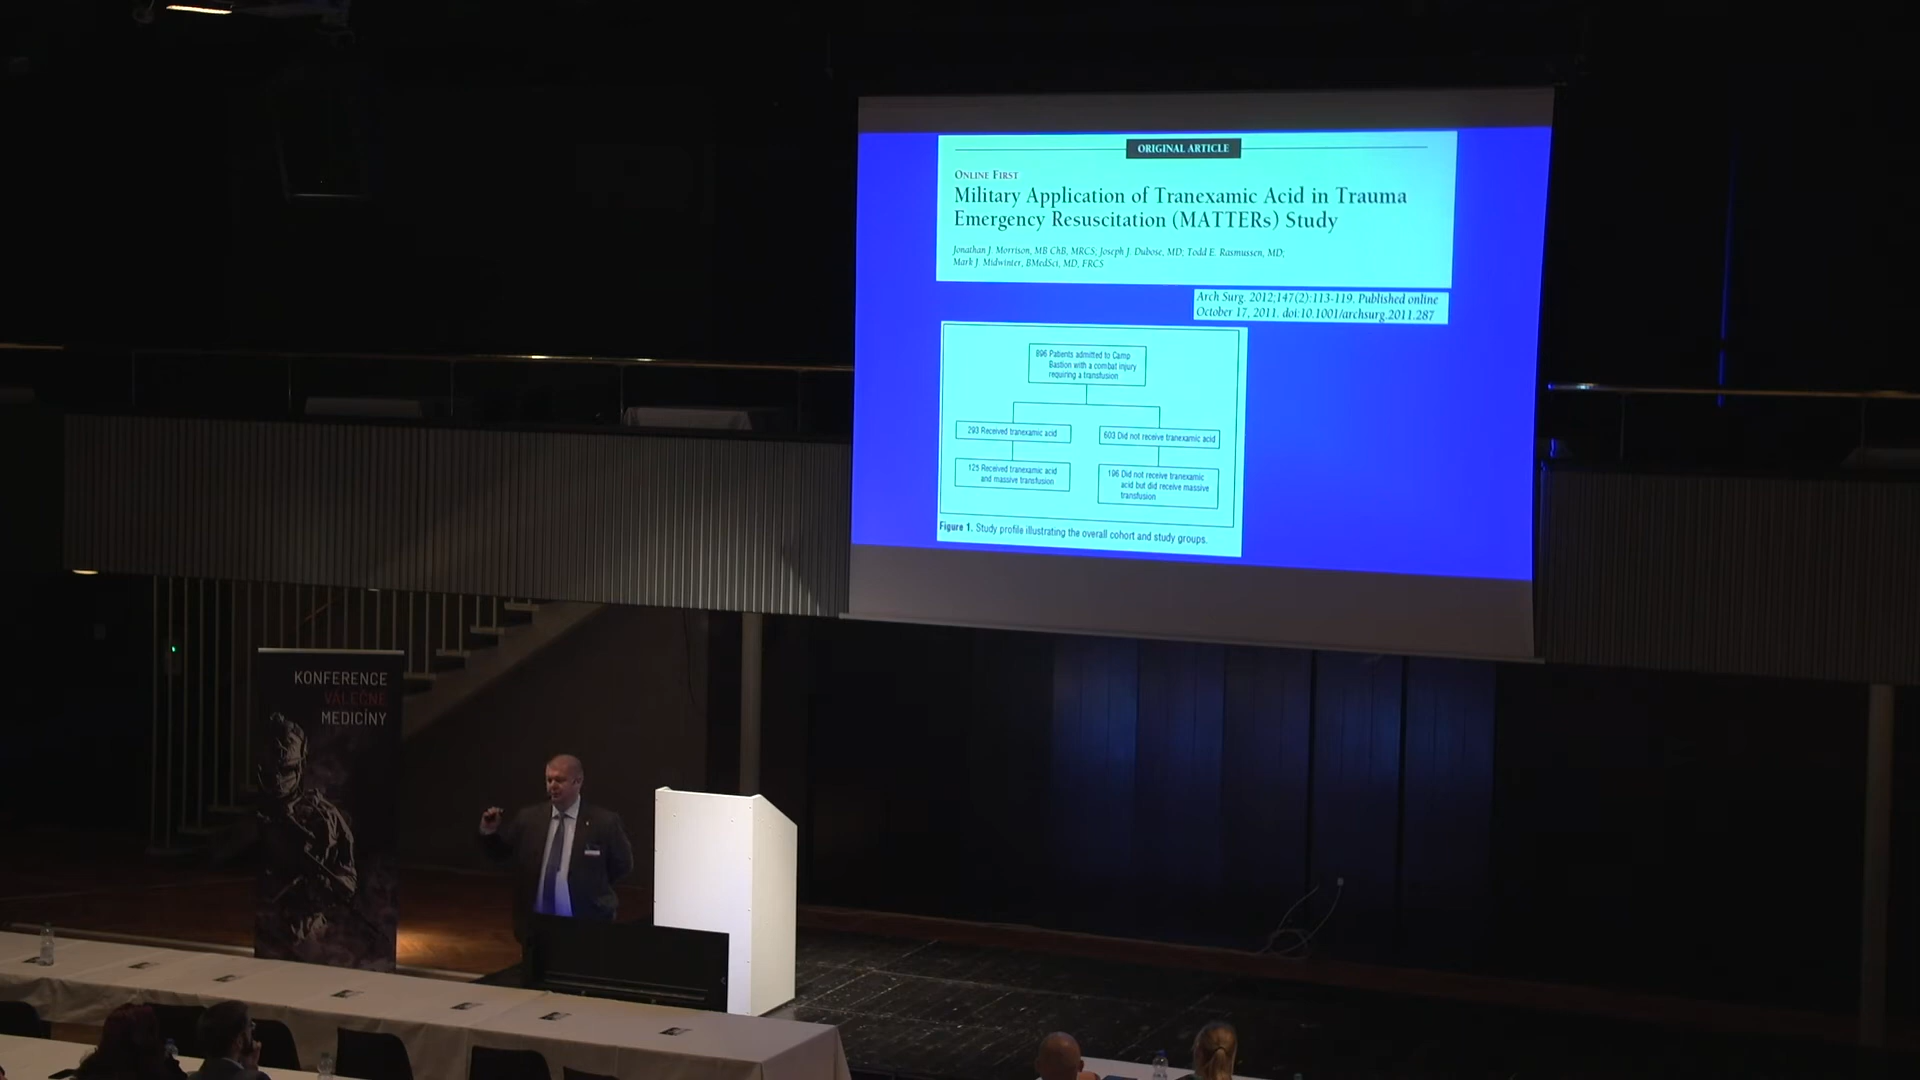 ORIGINAL ARTICLE
ONLINE FIRST
Military Application of Tranexamic Acid in Trauma
Emergency Resuscitation (MATTERs) Study
Jonathan J. Morrison, MB ChB, MRCS; Joseph J. Dubose, MD; Todd E. Rasmussen, MD;
Mark J. Midwinter, BMedSci, MD, FRCS
Arch Surg. 2012;147(2):113-119. Published online
October 17, 2011. doi:10.1001/archsurg.2011.287
896 Patients admitted to Camp
Bastion with a combat injury
requiring a transfusion
293 Received tranexamic acid
603 Did not receive tranexamic acid
125 Received tranexamic acid
and massive transfusion
196 Did not receive tranexamic
acid but did receive massive
transfusion
Figure 1. Study profile illustrating the overall cohort and study groups.
KONFERENCE
VÁLEČNÉ
MEDICÍNY